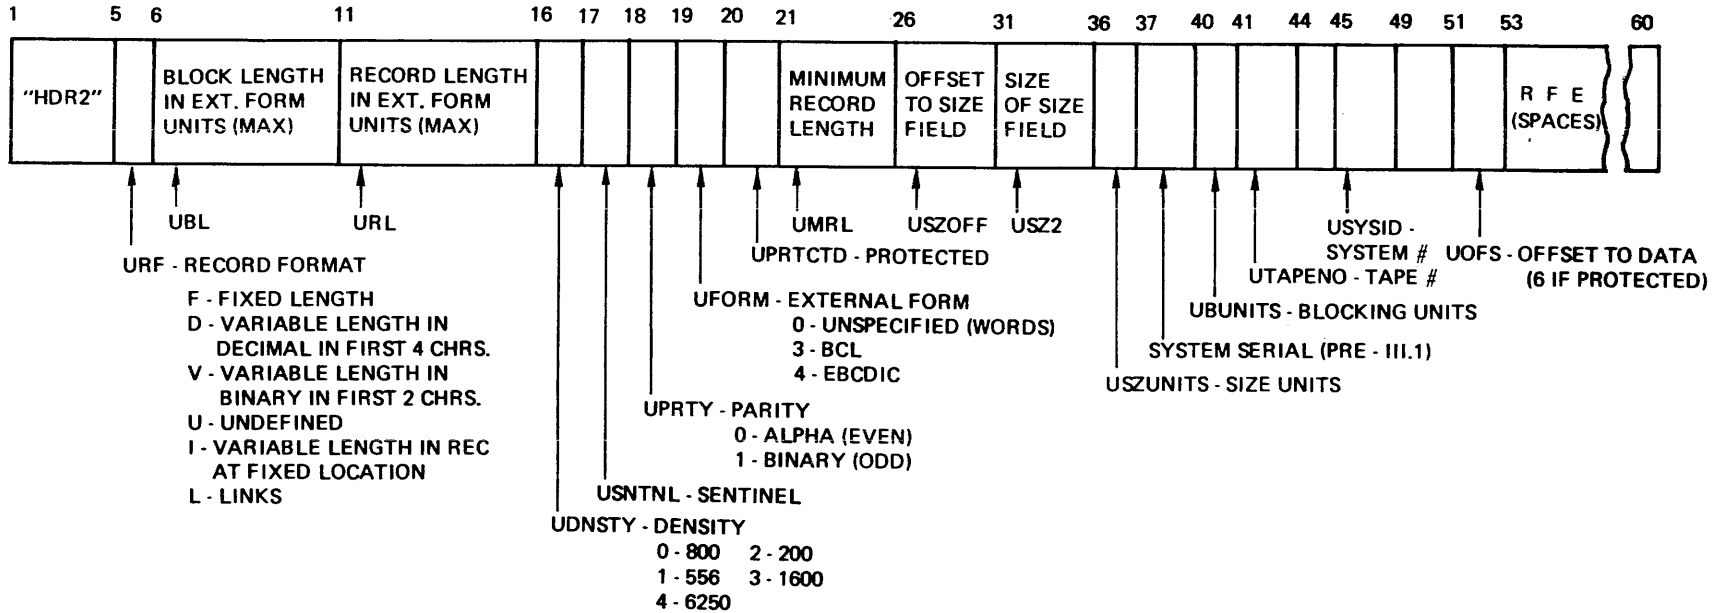 1 5 6 11 16 17 18 19 20 21 26 31 36 37 40 41 44 45 49 51 53 60
"HDR2"
BLOCK LENGTH
IN EXT. FORM
UNITS (MAX)
RECORD LENGTH
IN EXT. FORM
UNITS (MAX)
MINIMUM
RECORD
LENGTH
OFFSET
TO SIZE
FIELD
SIZE
OF SIZE
FIELD
R F E
(SPACES)
UBL
URL
UMRL
USZOFF
USZ2
URF - RECORD FORMAT
F - FIXED LENGTH
D - VARIABLE LENGTH IN
DECIMAL IN FIRST 4 CHRS.
V - VARIABLE LENGTH IN
BINARY IN FIRST 2 CHRS.
U - UNDEFINED
I - VARIABLE LENGTH IN REC
AT FIXED LOCATION
L - LINKS
UDNSTY - DENSITY
0 - 800 2 - 200
1 - 556 3 - 1600
4 - 6250
USNTNL - SENTINEL
UPRTY - PARITY
0 - ALPHA (EVEN)
1 - BINARY (ODD)
UFORM - EXTERNAL FORM
0 - UNSPECIFIED (WORDS)
3 - BCL
4 - EBCDIC
UPRTCTD - PROTECTED
USZUNITS - SIZE UNITS
SYSTEM SERIAL (PRE - III.1)
UBUNITS - BLOCKING UNITS
UTAPENO - TAPE #
USYSID -
SYSTEM #
UOFS - OFFSET TO DATA
(6 IF PROTECTED)